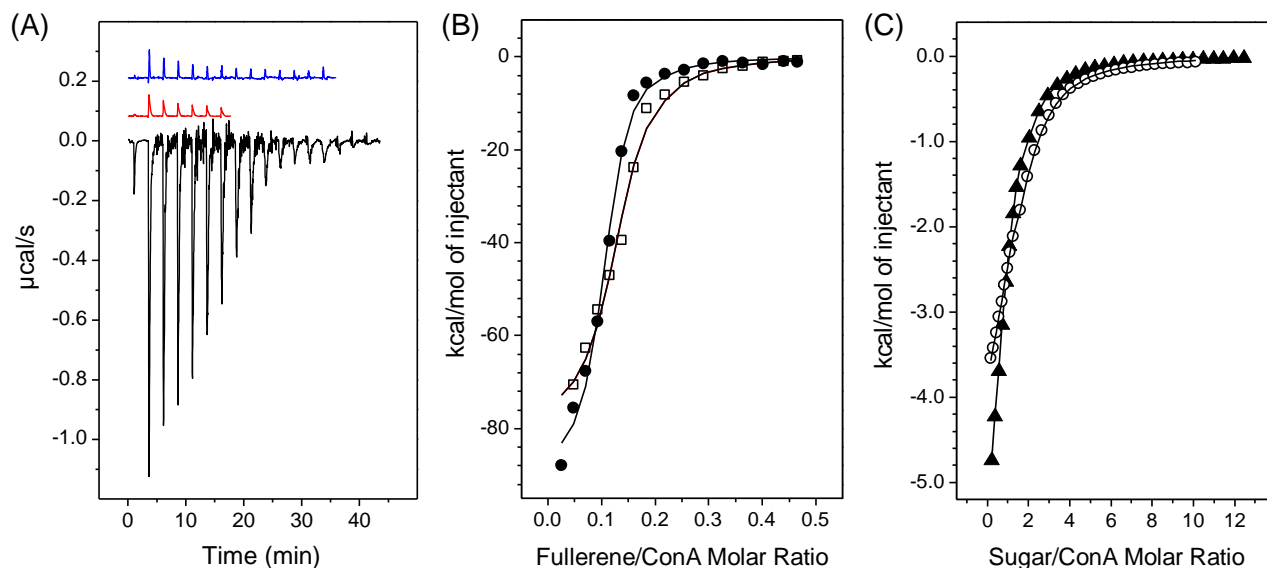 (A)
0.2
0.0
-0.2
-0.4
-0.6
-0.8
-1.0
µcal/s
0 10 20 30 40
Time (min)
(B)
0
-20
-40
-60
-80
kcal/mol of injectant
0.0 0.1 0.2 0.3 0.4 0.5
Fullerene/ConA Molar Ratio
(C)
0.0
-1.0
-2.0
-3.0
-4.0
-5.0
kcal/mol of injectant
0 2 4 6 8 10 12
Sugar/ConA Molar Ratio